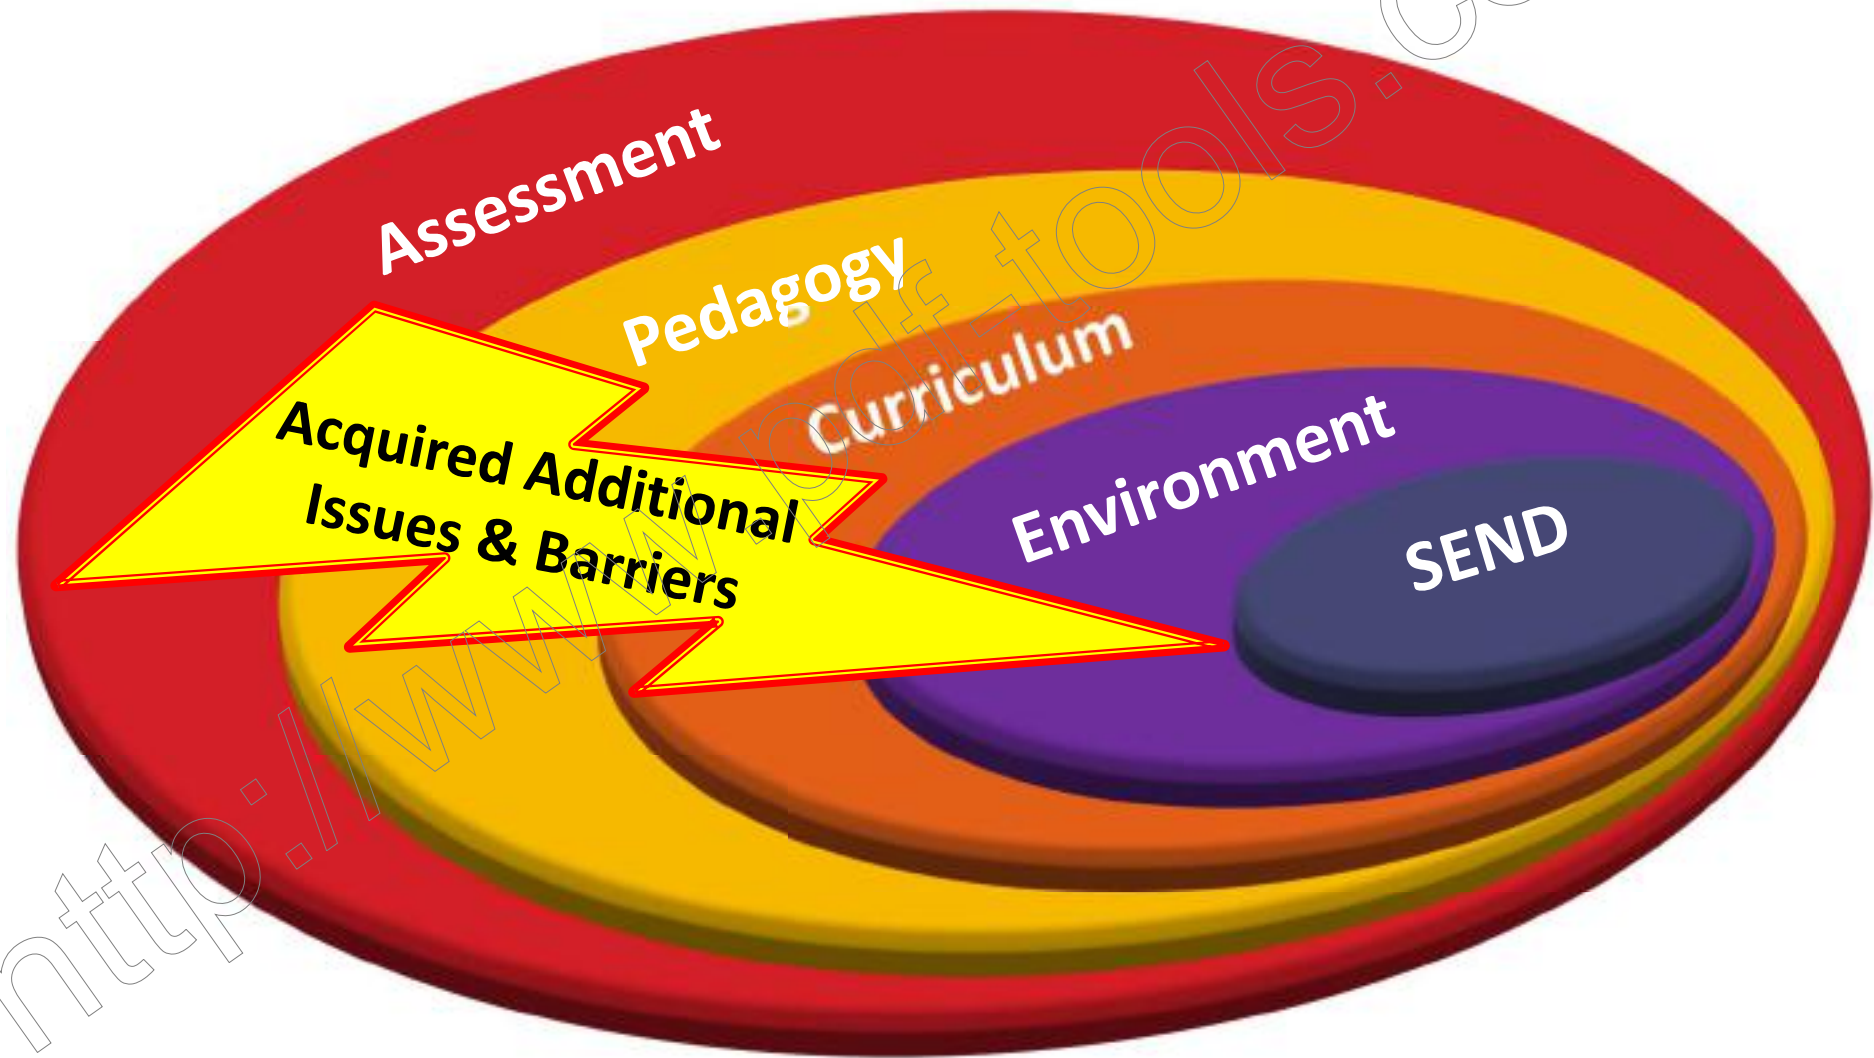 Assessment
Pedagogy
Curriculum
Environment
SEND
Acquired Additional
Issues & Barriers
http://www.pdf-tools.c